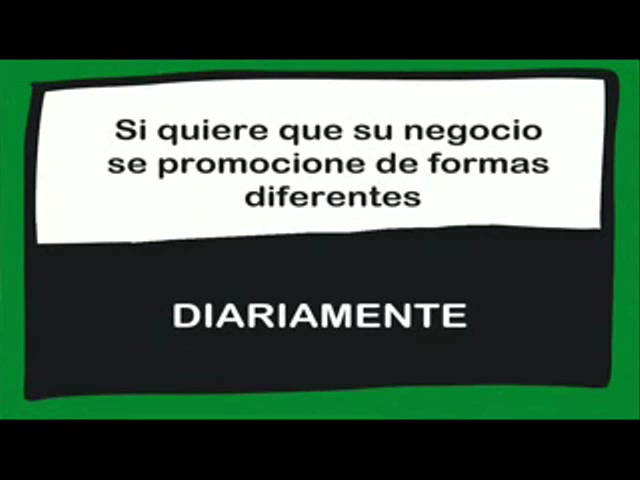 Si quiere que su negocio
se promocione de formas
diferentes
DIARIAMENTE